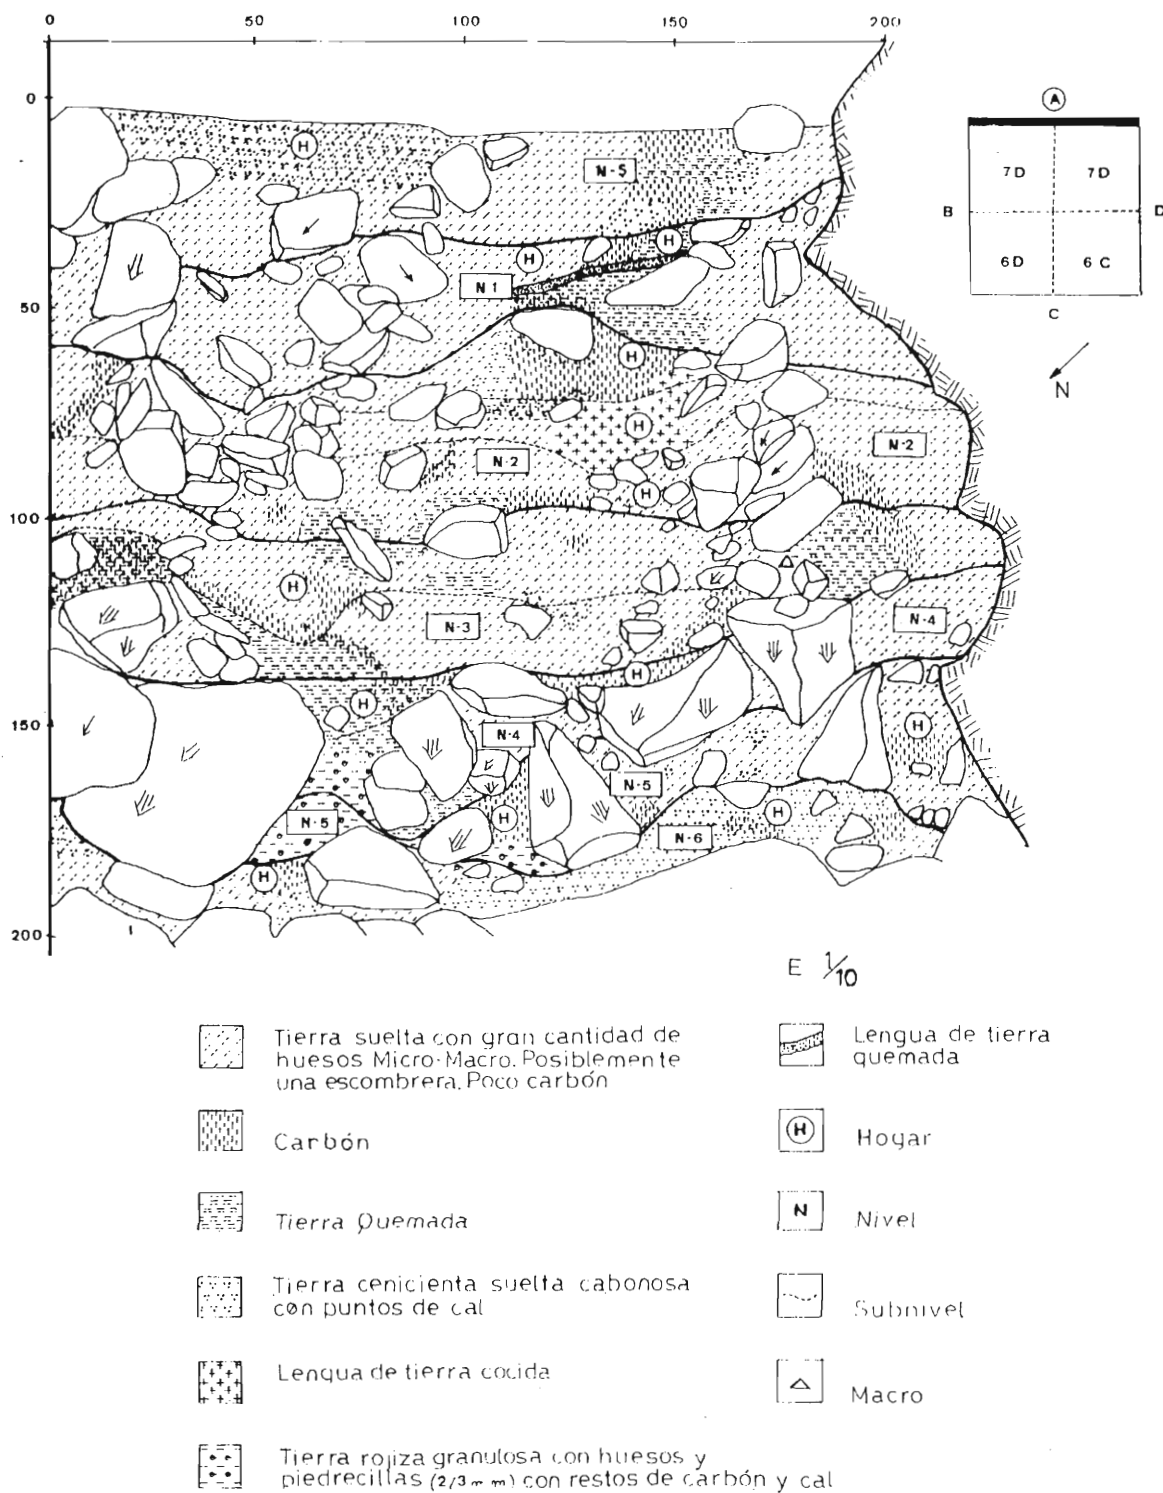 0 50 100 150 200
0
50
100
150
200
H
N-S
H
H
N1
H
H
N-2
N-2
H
H
N-3
N-4
H
H
N-4
H
N-5
H
N-5
H
N-6
H
A
7D 7D
B D
6D 6C
C
N
E 1/10
Tierra suelta con gran cantidad de
huesos Micro-Macro. Posiblemente
una escombrera. Poco carbón
Carbón
Tierra Quemada
Tierra cenicienta suelta cabonosa
con puntos de cal
Lengua de tierra cocida
Tierra rojiza granulosa con huesos y
piedrecillas (2/3 m m) con restos de carbón y cal
Lengua de tierra
quemada
H Hogar
N Nivel
Subnivel
Macro